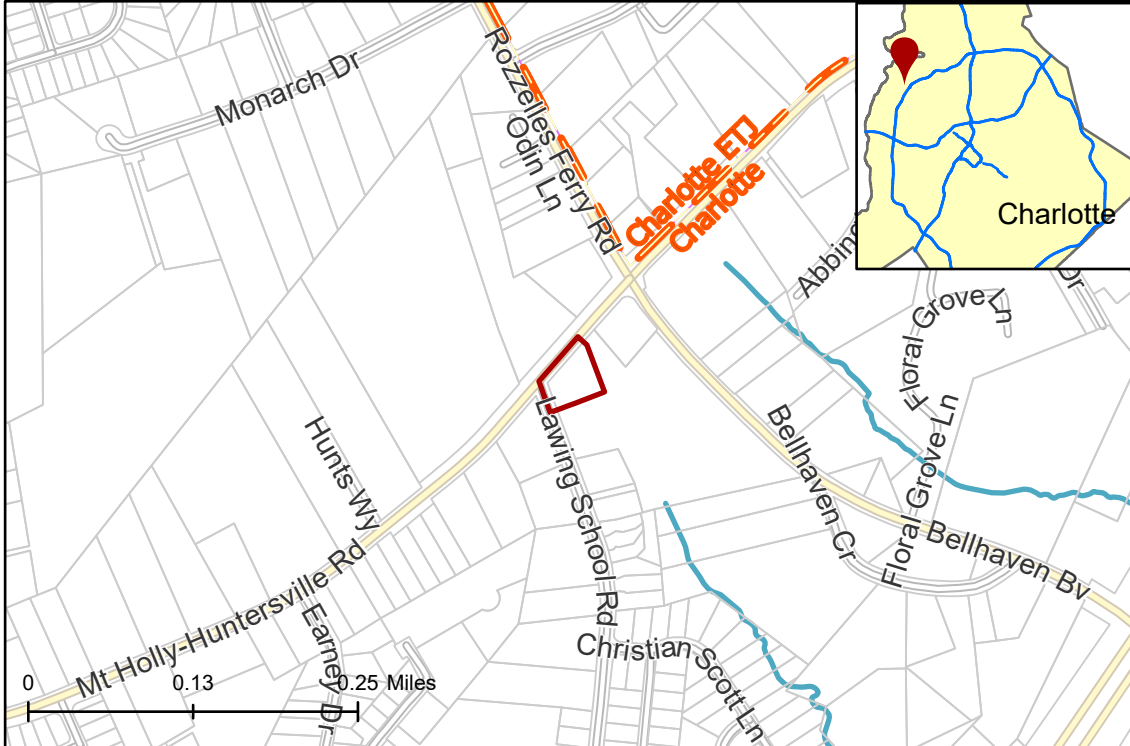 Monarch Dr
Rozzelles Ferry Rd
Odin Ln
Charlotte ETJ
Charlotte
Charlotte
Abbing
Dr
Floral Grove Ln
Floral Grove Ln
Hunts Wy
Lawing School Rd
Bellhaven Cr
Bellhaven Bv
Mt Holly-Huntersville Rd
Earney Dr
Christian Scott Ln
0 0.13 0.25 Miles